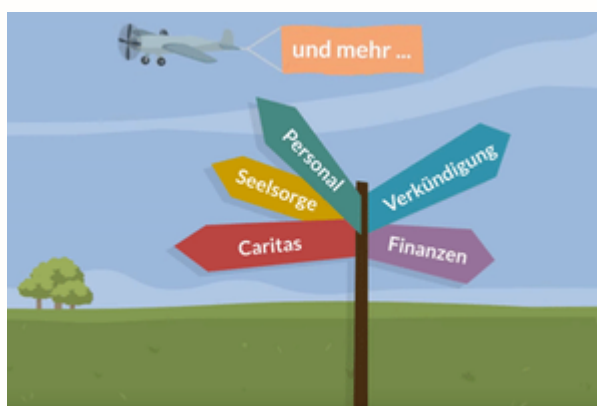 und mehr ...
Personal
Verkündigung
Seelsorge
Caritas
Finanzen